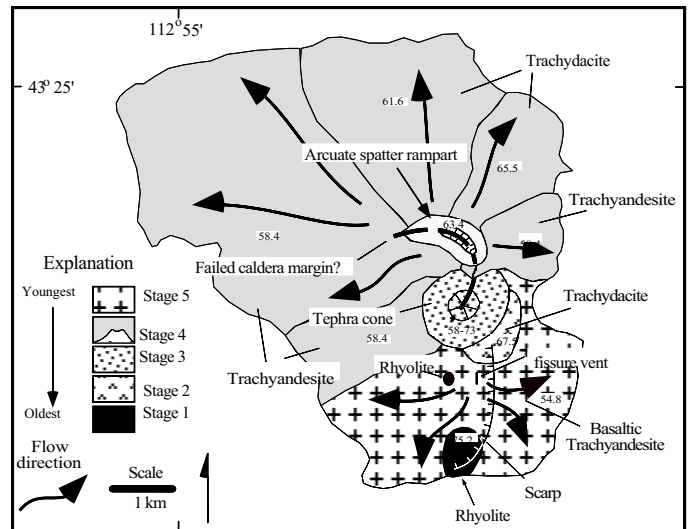 112° 55'
43° 25'
Trachydacite
61.6
Arcuate spatter rampart
65.5
Trachyandesite
63.4
58.4
Failed caldera margin?
Explanation
Youngest
Oldest
Stage 5
Stage 4
Stage 3
Stage 2
Stage 1
Tephra cone
58-73
Trachydacite
67.5
58.4
Rhyolite
fissure vent
Trachyandesite
54.8
Basaltic
Trachyandesite
75.2
Scarp
Rhyolite
Flow
direction
Scale
1 km